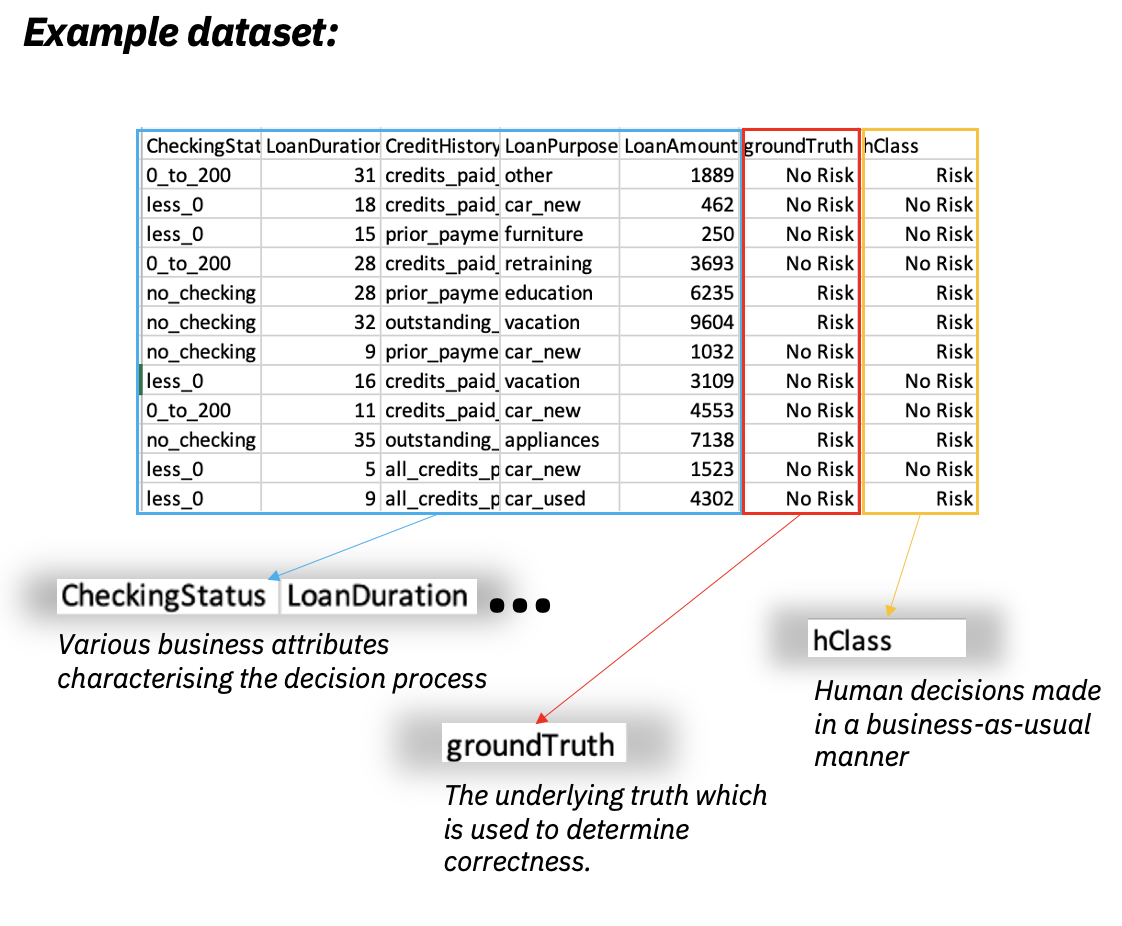 Example dataset:
CheckingStat LoanDuration CreditHistory LoanPurpose LoanAmount groundTruth hClass
0_to_200 31 credits_paid_ other 1889 No Risk Risk
less_0 18 credits_paid_ car_new 462 No Risk No Risk
less_0 15 prior_payme furniture 250 No Risk No Risk
0_to_200 28 credits_paid_ retraining 3693 No Risk No Risk
no_checking 28 prior_payme education 6235 Risk Risk
no_checking 32 outstanding_ vacation 9604 Risk Risk
no_checking 9 prior_payme car_new 1032 No Risk Risk
less_0 16 credits_paid_ vacation 3109 No Risk No Risk
0_to_200 11 credits_paid_ car_new 4553 No Risk No Risk
no_checking 35 outstanding_ appliances 7138 Risk Risk
less_0 5 all_credits_p car_new 1523 No Risk No Risk
less_0 9 all_credits_p car_used 4302 No Risk Risk
CheckingStatus LoanDuration ...
Various business attributes
characterising the decision process
groundTruth
The underlying truth which
is used to determine
correctness.
hClass
Human decisions made
in a business-as-usual
manner